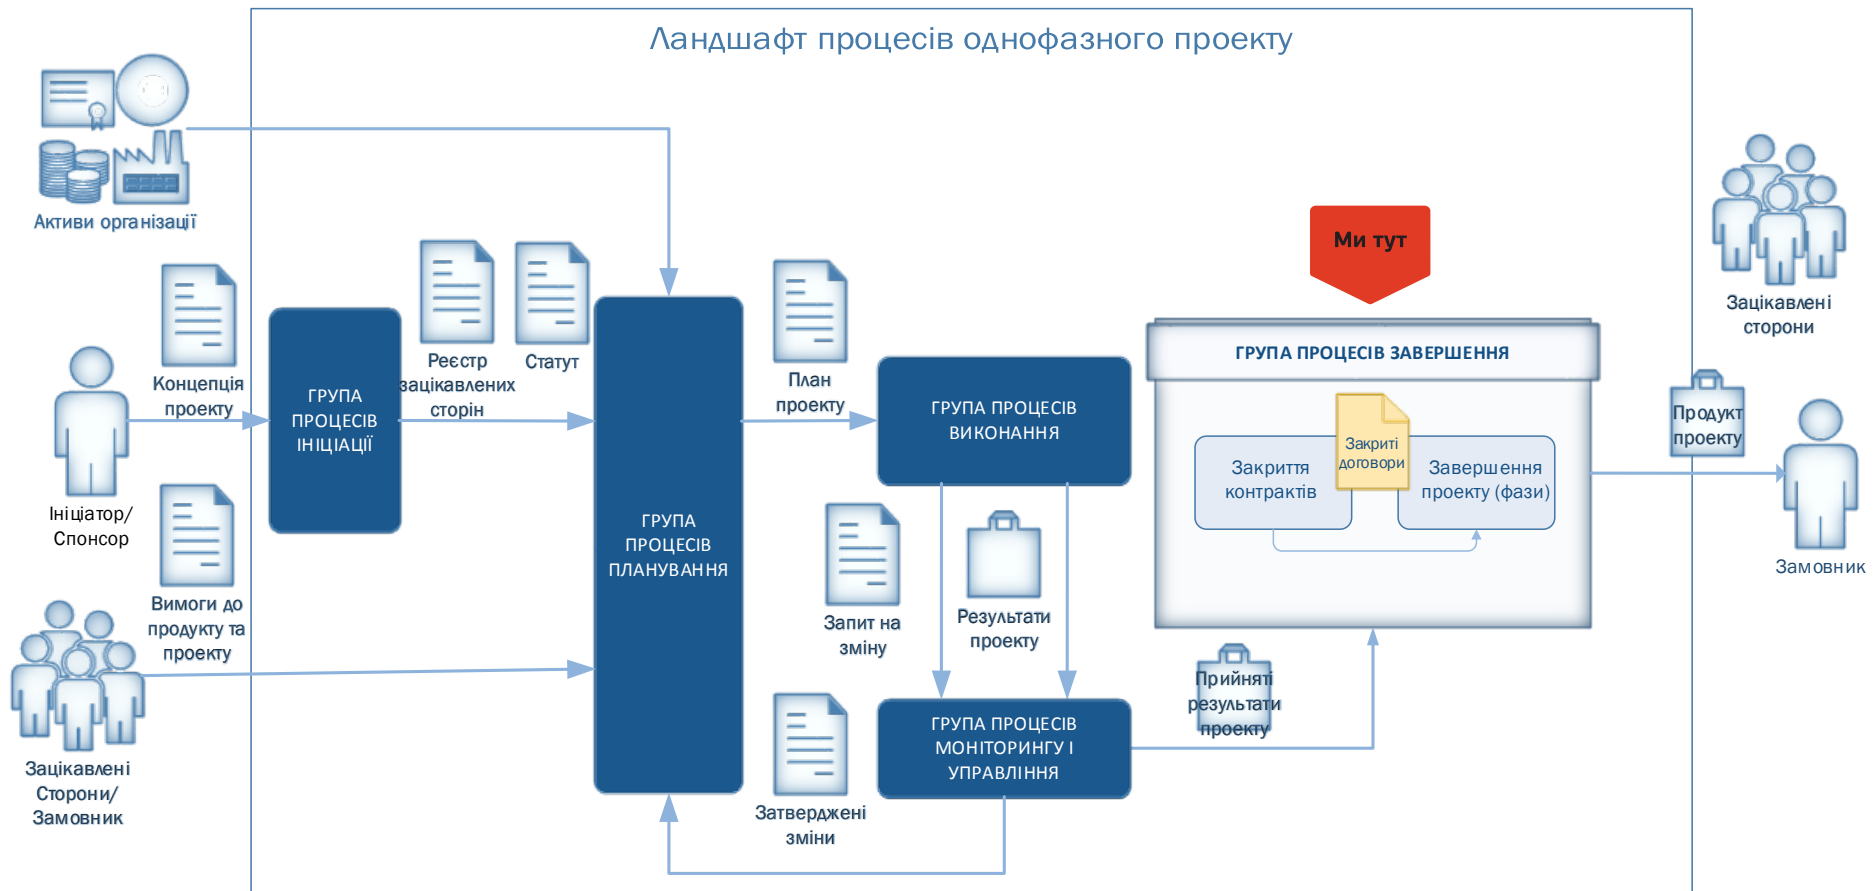 Ландшафт процесів однофазного проекту
Активи організації
Концепція
проекту
Ініціатор/
Спонсор
Вимоги до
продукту та
проекту
Зацікавлені
Сторони/
Замовник
ГРУПА
ПРОЦЕСІВ
ІНІЦІАЦІЇ
Реєстр
зацікавлених
сторін
Статут
ГРУПА
ПРОЦЕСІВ
ПЛАНУВАННЯ
План
проекту
ГРУПА ПРОЦЕСІВ
ВИКОНАННЯ
Запит на
зміну
Результати
проекту
ГРУПА ПРОЦЕСІВ
МОНІТОРИНГУ І
УПРАВЛІННЯ
Затверджені
зміни
Прийняті
результати
проекту
Ми тут
ГРУПА ПРОЦЕСІВ ЗАВЕРШЕННЯ
Закриття
контрактів
Закриті
договори
Завершення
проекту (фази)
Зацікавлені
сторони
Продукт
проекту
Замовник